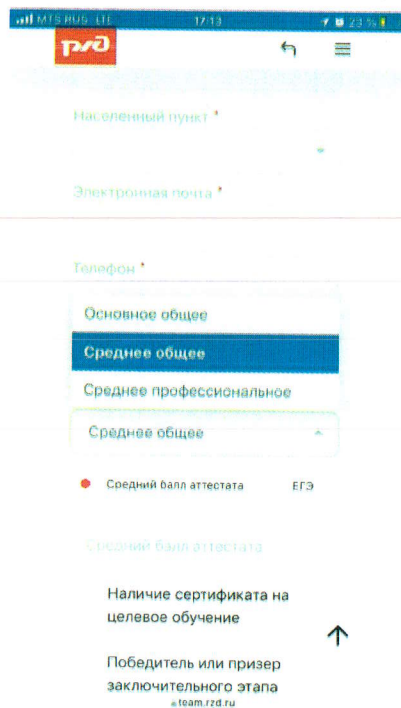 MTS RUS LTE 17:13 23 %
ржд
Населенный пункт *
Электронная почта *
Телефон *
Основное общее
Среднее общее
Среднее профессиональное
Среднее общее
Средний балл аттестата ЕГЭ
Средний балл аттестата
Наличие сертификата на
целевое обучение
Победитель или призер
заключительного этапа
team.rzd.ru